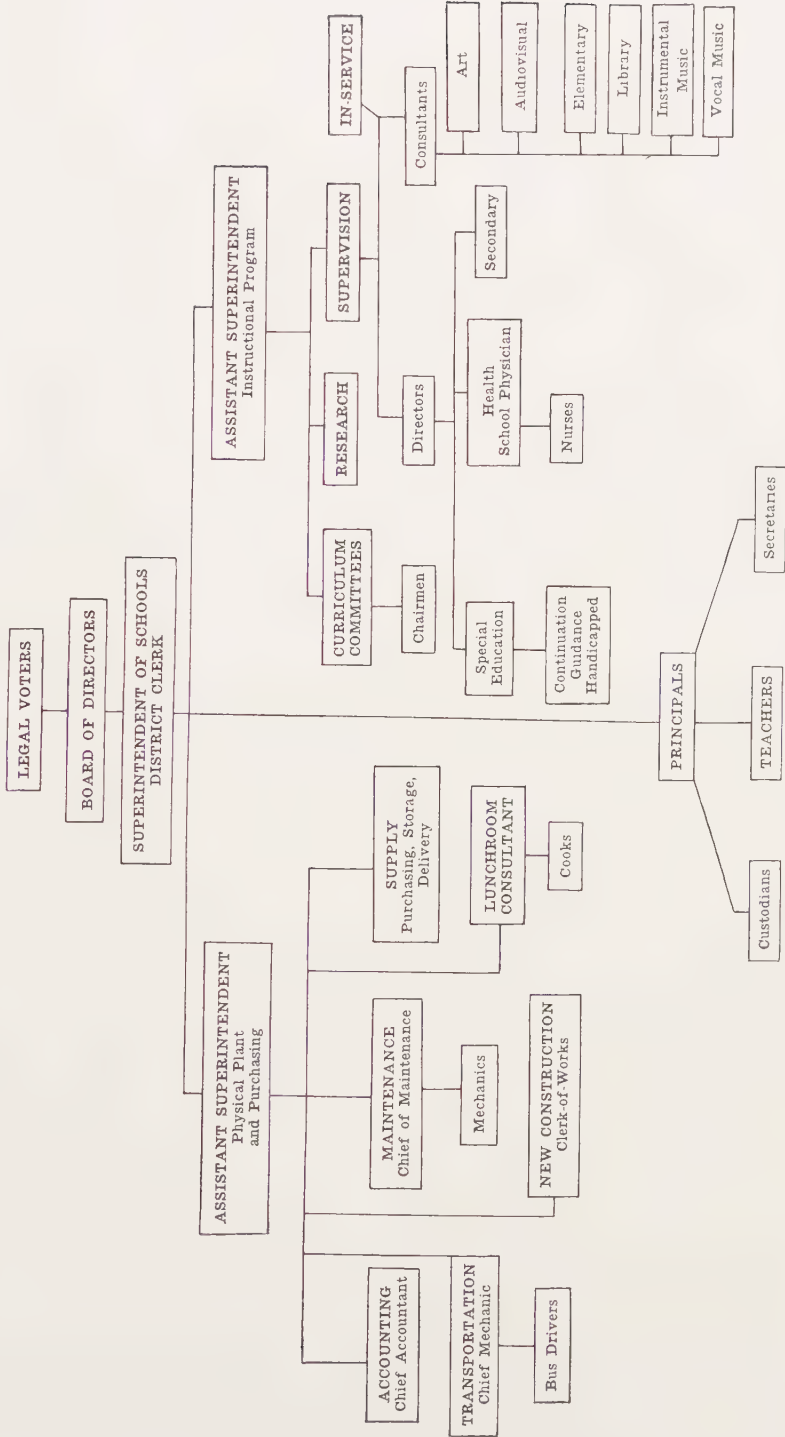 LEGAL VOTERS
BOARD OF DIRECTORS
SUPERINTENDENT OF SCHOOLS
DISTRICT CLERK
ASSISTANT SUPERINTENDENT
Physical Plant
and Purchasing
ACCOUNTING
Chief Accountant
TRANSPORTATION
Chief Mechanic
Bus Drivers
MAINTENANCE
Chief of Maintenance
Mechanics
NEW CONSTRUCTION
Clerk-of-Works
SUPPLY
Purchasing, Storage,
Delivery
LUNCHROOM
CONSULTANT
Cooks
ASSISTANT SUPERINTENDENT
Instructional Program
CURRICULUM
COMMITTEES
Chairmen
RESEARCH
SUPERVISION
IN-SERVICE
Directors
Special
Education
Continuation
Guidance
Handicapped
Health
School Physician
Nurses
Secondary
Consultants
Art
Audiovisual
Elementary
Library
Instrumental
Music
Vocal Music
PRINCIPALS
Custodians
TEACHERS
Secretaries